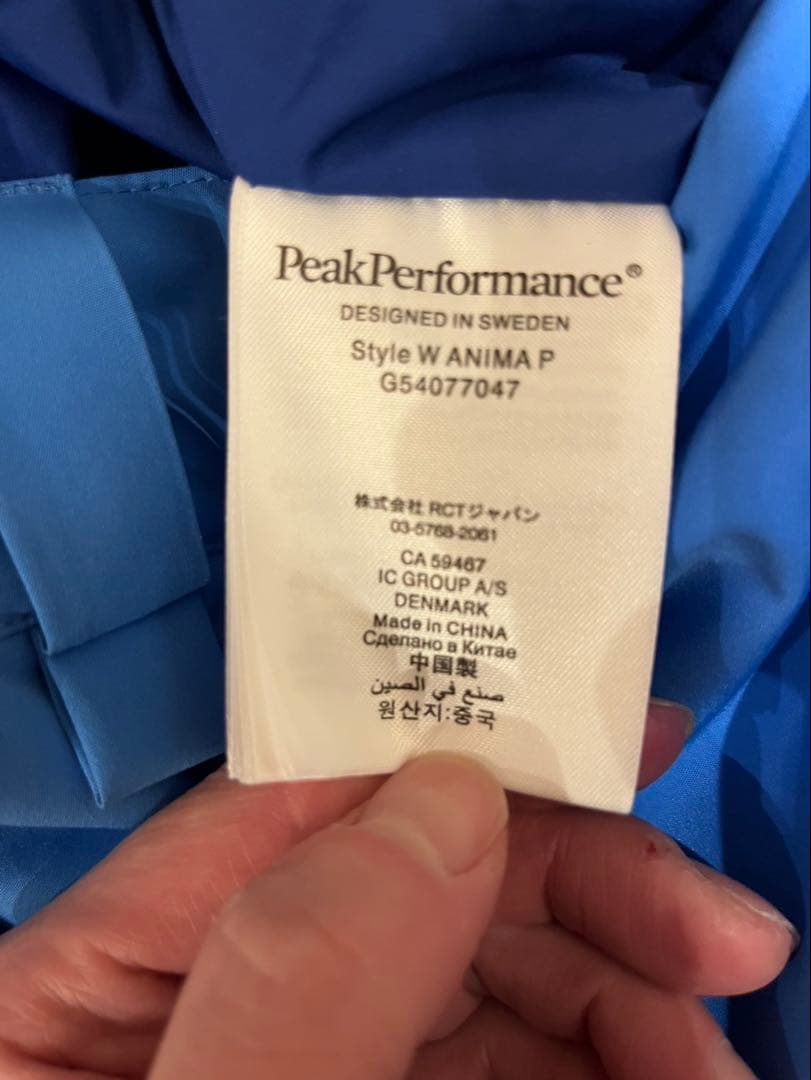 PeakPerformance®
DESIGNED IN SWEDEN
Style W ANIMA P
G54077047
株式会社 RCTジャパン
03-5768-2061
CA 59467
IC GROUP A/S
DENMARK
Made in CHINA
Сделано в Китае
中国製
صنع في الصين
원산지:중국